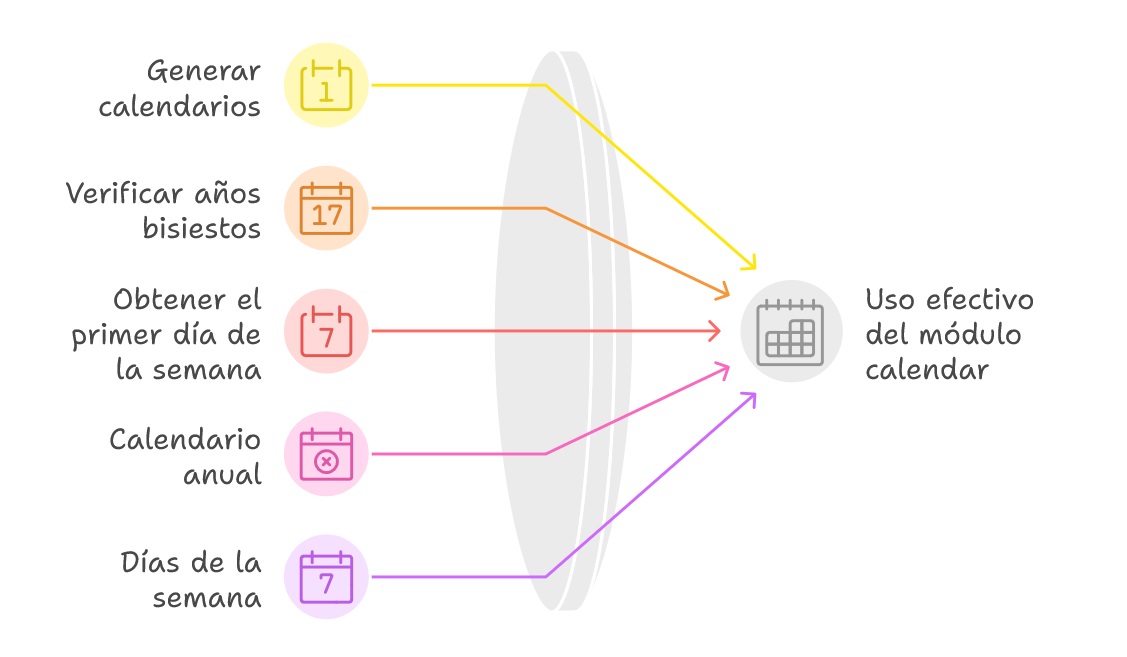 Generar
calendarios
1
Verificar años
bisiestos
17
Obtener el
primer día de
la semana
7
Calendario
anual
Días de la
semana
7
Uso efectivo
del módulo
calendar